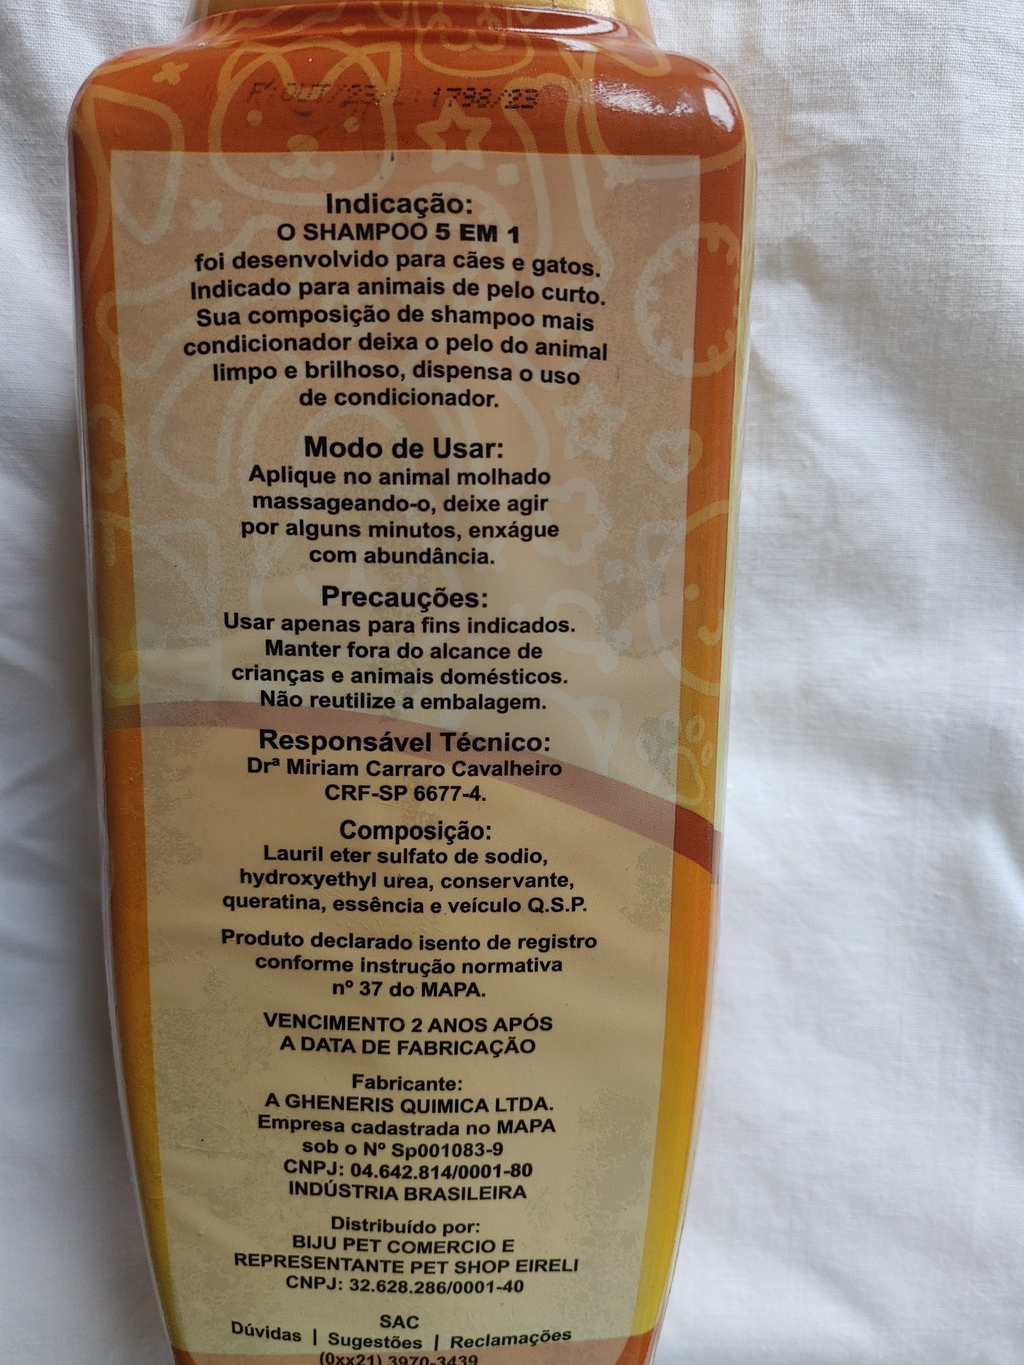 F: OUT/23 L: 1798/23
Indicação:
O SHAMPOO 5 EM 1
foi desenvolvido para cães e gatos.
Indicado para animais de pelo curto.
Sua composição de shampoo mais
condicionador deixa o pelo do animal
limpo e brilhoso, dispensa o uso
de condicionador.
Modo de Usar:
Aplique no animal molhado
massageando-o, deixe agir
por alguns minutos, enxágue
com abundância.
Precauções:
Usar apenas para fins indicados.
Manter fora do alcance de
crianças e animais domésticos.
Não reutilize a embalagem.
Responsável Técnico:
Drª Miriam Carraro Cavalheiro
CRF-SP 6677-4.
Composição:
Lauril eter sulfato de sodio,
hydroxyethyl urea, conservante,
queratina, essência e veículo Q.S.P.
Produto declarado isento de registro
conforme instrução normativa
nº 37 do MAPA.
VENCIMENTO 2 ANOS APÓS
A DATA DE FABRICAÇÃO
Fabricante:
A GHENERIS QUIMICA LTDA.
Empresa cadastrada no MAPA
sob o Nº Sp001083-9
CNPJ: 04.642.814/0001-80
INDÚSTRIA BRASILEIRA
Distribuído por:
BIJU PET COMERCIO E
REPRESENTANTE PET SHOP EIRELI
CNPJ: 32.628.286/0001-40
SAC
Dúvidas | Sugestões | Reclamações
(0xx21) 3970-3439